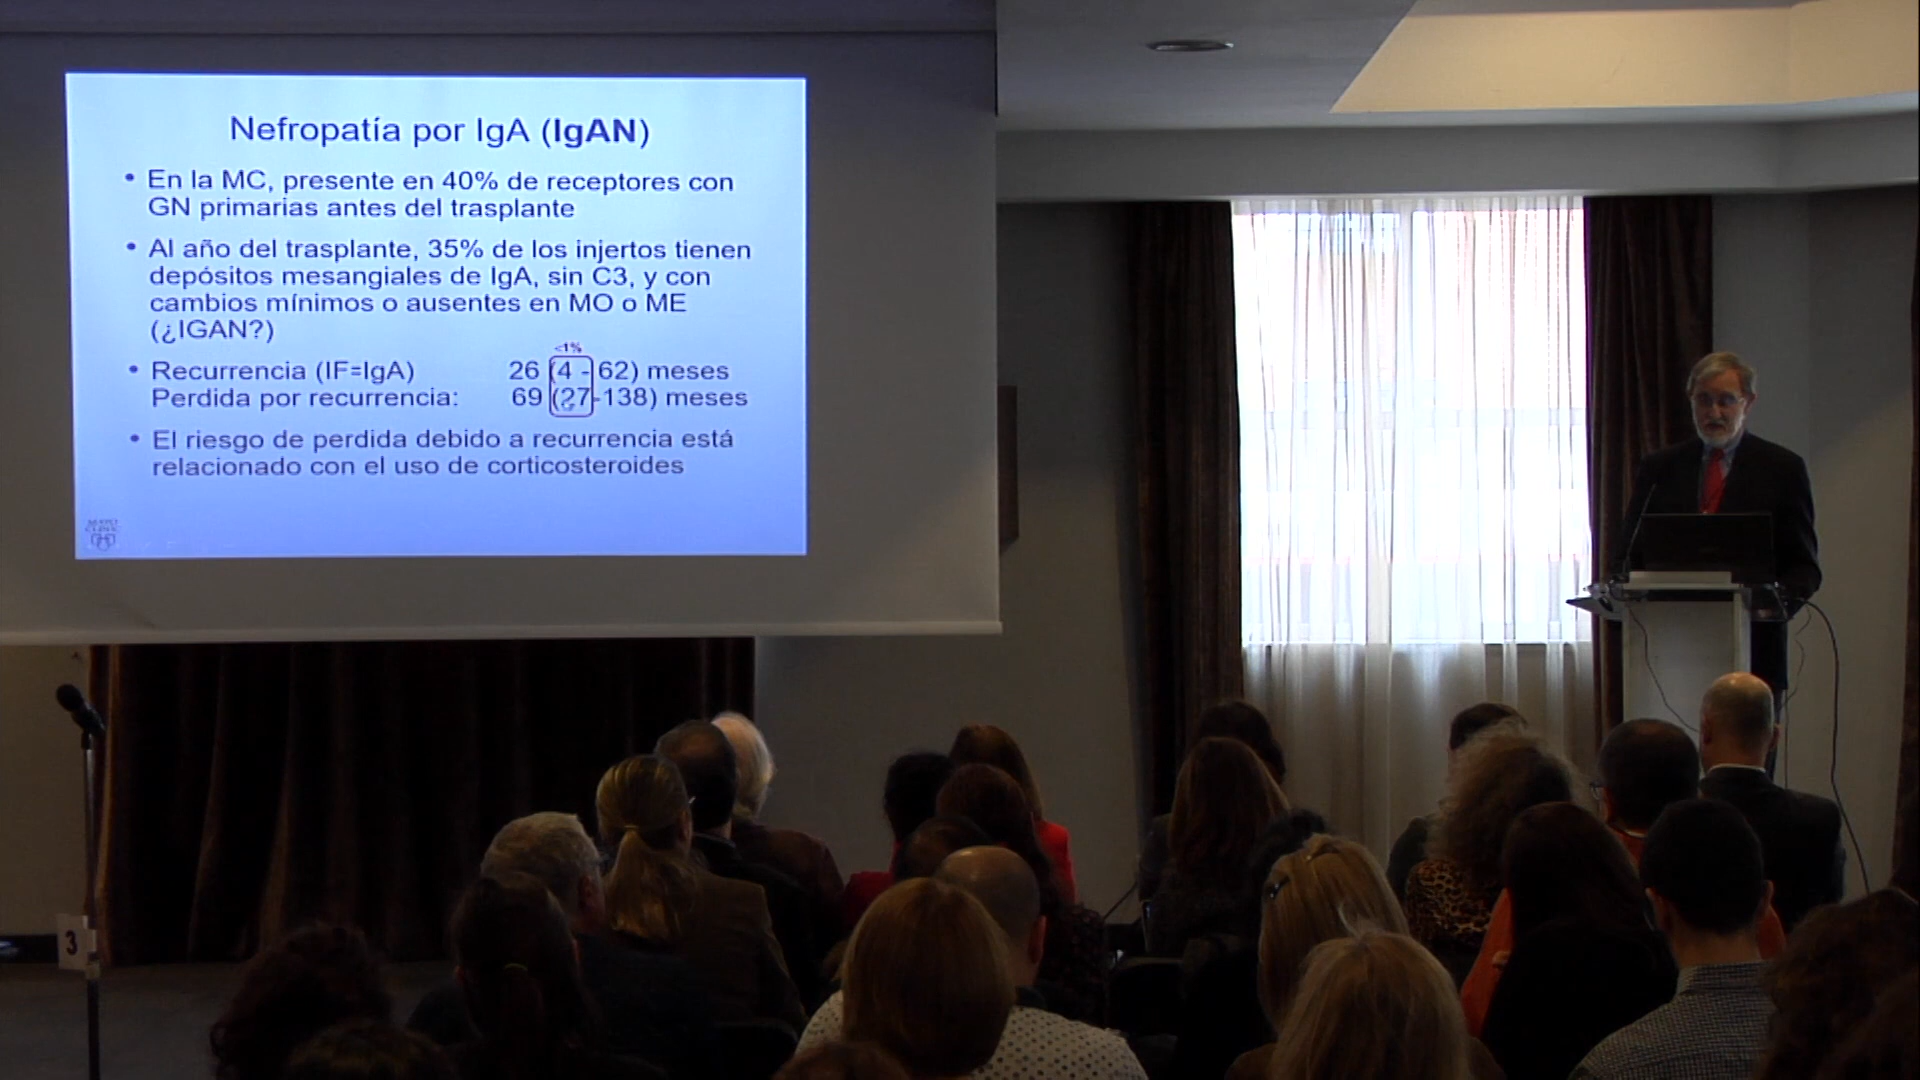 Nefropatía por IgA (IgAN)
• En la MC, presente en 40% de receptores con
GN primarias antes del trasplante
• Al año del trasplante, 35% de los injertos tienen
depósitos mesangiales de IgA, sin C3, y con
cambios mínimos o ausentes en MO o ME
(¿IGAN?)
<1%
• Recurrencia (IF=IgA) 26 (4 - 62) meses
Perdida por recurrencia: 69 (27-138) meses
• El riesgo de perdida debido a recurrencia está
relacionado con el uso de corticosteroides
MAYO
CLINIC
3